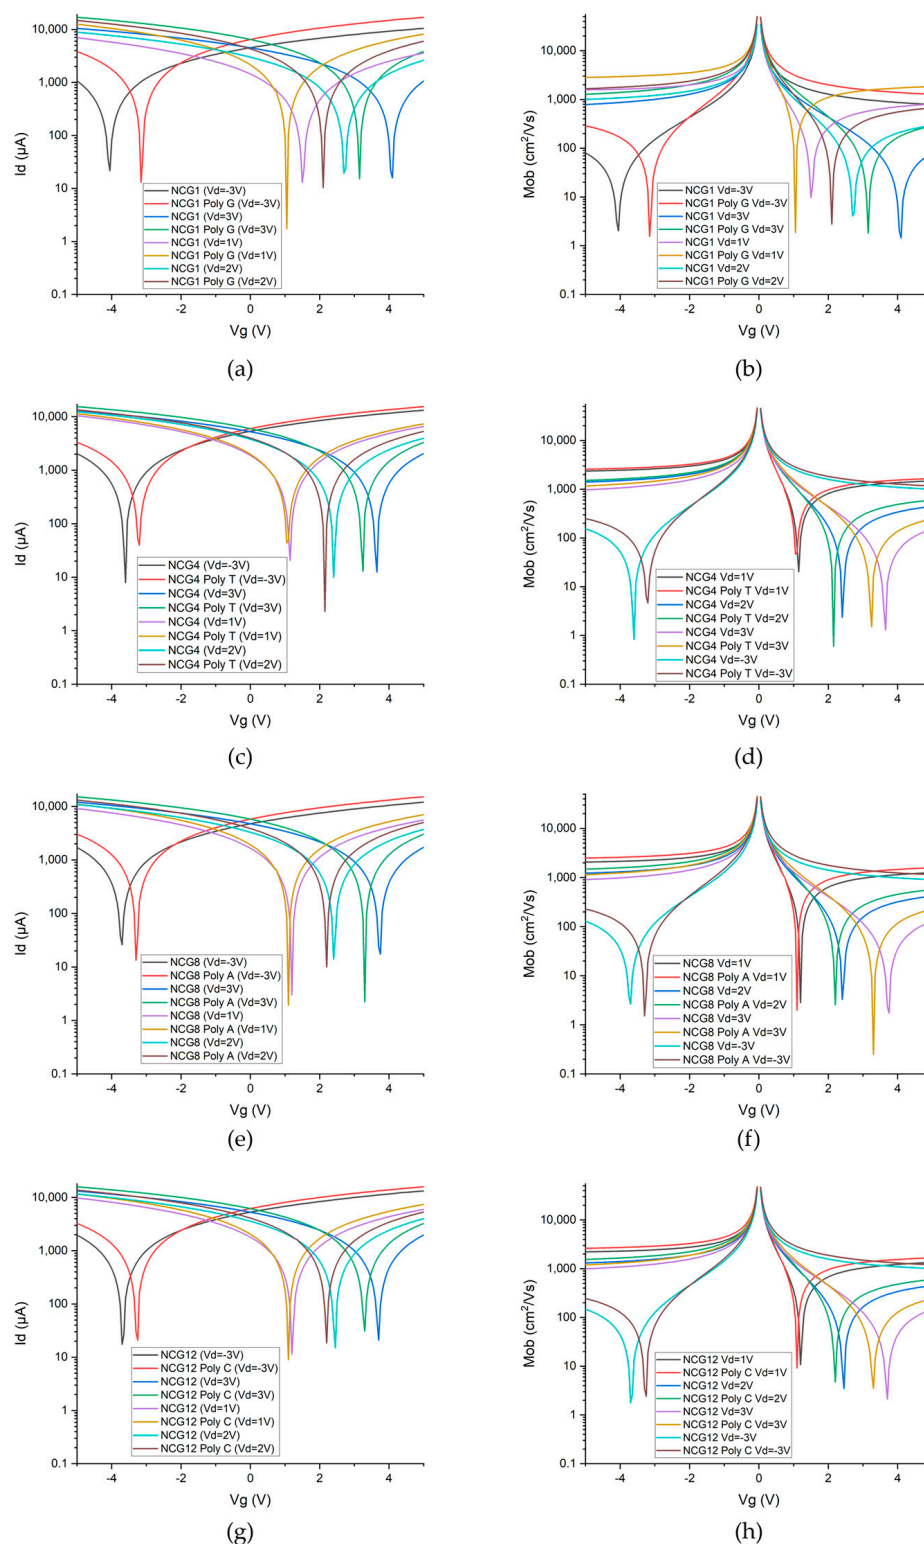 10,000
1,000
100
10
1
0.1
Id (µA)
NCG1 (Vd=-3V)
NCG1 Poly G (Vd=-3V)
NCG1 (Vd=3V)
NCG1 Poly G (Vd=3V)
NCG1 (Vd=1V)
NCG1 Poly G (Vd=1V)
NCG1 (Vd=2V)
NCG1 Poly G (Vd=2V)
-4 -2 0 2 4
Vg (V)
(a)
10,000
1,000
100
10
1
0.1
Mob (cm²/Vs)
NCG1 Vd=-3V
NCG1 Poly G Vd=-3V
NCG1 Vd=3V
NCG1 Poly G Vd=3V
NCG1 Vd=1V
NCG1 Poly G Vd=1V
NCG1 Vd=2V
NCG1 Poly G Vd=2V
-4 -2 0 2 4
Vg (V)
(b)
10,000
1,000
100
10
1
0.1
Id (µA)
NCG4 (Vd=-3V)
NCG4 Poly T (Vd=-3V)
NCG4 (Vd=3V)
NCG4 Poly T (Vd=3V)
NCG4 (Vd=1V)
NCG4 Poly T (Vd=1V)
NCG4 (Vd=2V)
NCG4 Poly T (Vd=2V)
-4 -2 0 2 4
Vg (V)
(c)
10,000
1,000
100
10
1
0.1
Mob (cm²/Vs)
NCG4 Vd=1V
NCG4 Poly T Vd=1V
NCG4 Vd=2V
NCG4 Poly T Vd=2V
NCG4 Vd=3V
NCG4 Poly T Vd=3V
NCG4 Vd=-3V
NCG4 Poly T Vd=-3V
-4 -2 0 2 4
Vg (V)
(d)
10,000
1,000
100
10
1
0.1
Id (µA)
NCG8 (Vd=-3V)
NCG8 Poly A (Vd=-3V)
NCG8 (Vd=3V)
NCG8 Poly A (Vd=3V)
NCG8 (Vd=1V)
NCG8 Poly A (Vd=1V)
NCG8 (Vd=2V)
NCG8 Poly A (Vd=2V)
-4 -2 0 2 4
Vg (V)
(e)
10,000
1,000
100
10
1
0.1
Mob (cm²/Vs)
NCG8 Vd=1V
NCG8 Poly A Vd=1V
NCG8 Vd=2V
NCG8 Poly A Vd=2V
NCG8 Vd=3V
NCG8 Poly A Vd=3V
NCG8 Vd=-3V
NCG8 Poly A Vd=-3V
-4 -2 0 2 4
Vg (V)
(f)
10,000
1,000
100
10
1
0.1
Id (µA)
NCG12 (Vd=-3V)
NCG12 Poly C (Vd=-3V)
NCG12 (Vd=3V)
NCG12 Poly C (Vd=3V)
NCG12 (Vd=1V)
NCG12 Poly C (Vd=1V)
NCG12 (Vd=2V)
NCG12 Poly C (Vd=2V)
-4 -2 0 2 4
Vg (V)
(g)
10,000
1,000
100
10
1
0.1
Mob (cm²/Vs)
NCG12 Vd=1V
NCG12 Poly C Vd=1V
NCG12 Vd=2V
NCG12 Poly C Vd=2V
NCG12 Vd=3V
NCG12 Poly C Vd=3V
NCG12 Vd=-3V
NCG12 Poly C Vd=-3V
-4 -2 0 2 4
Vg (V)
(h)